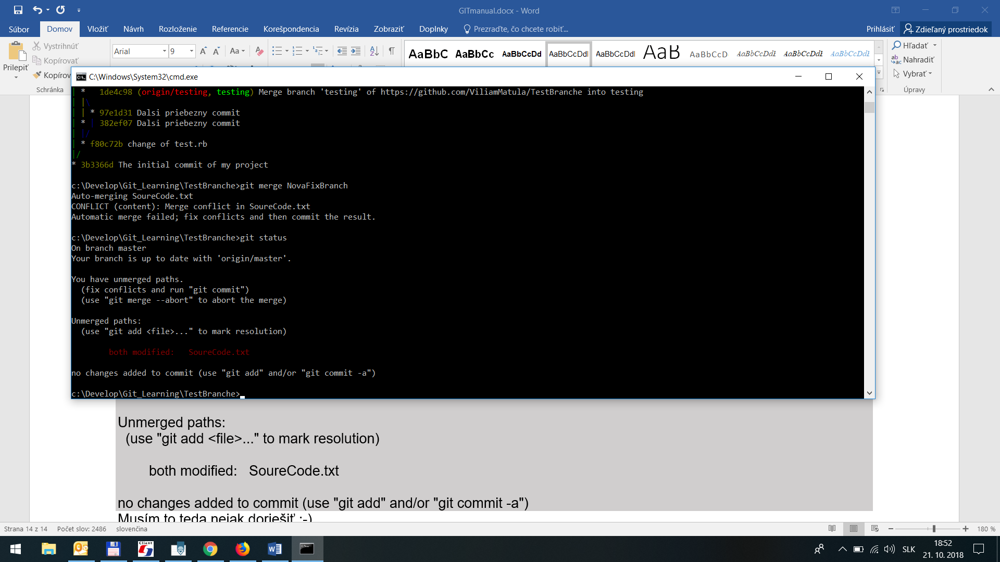 GITmanual.docx - Word
Súbor Domov Vložiť Návrh Rozloženie Referencie Korešpondencia Revízia Zobraziť Doplnky Prezraďte, čo chcete robiť... Prihlásiť Zdieľaný prostriedok
Prilepiť
Vystrihnúť
Kopírovať
Kopírov
Schránka
Arial 9 Aa
AaBbC AaBbCc AaBbCcDd AaBbCcDdI AaBbCcDdI AaB AaBbCcD AaBbCcDdE AaBbCcDdE AaBbCcDdE
Hľadať
Nahradiť
Vybrať
Úpravy
C:\Windows\System32\cmd.exe
| *   1de4c98 (origin/testing, testing) Merge branch 'testing' of https://github.com/ViliamMatula/TestBranche into testing
| |\
| | * 97e1d31 Dalsi priebezny commit
| * | 382ef07 Dalsi priebezny commit
| |/
| * f80c72b change of test.rb
|/
* 3b3366d The initial commit of my project
c:\Develop\Git_Learning\TestBranche>git merge NovaFixBranch
Auto-merging SoureCode.txt
CONFLICT (content): Merge conflict in SoureCode.txt
Automatic merge failed; fix conflicts and then commit the result.
c:\Develop\Git_Learning\TestBranche>git status
On branch master
Your branch is up to date with 'origin/master'.
You have unmerged paths.
  (fix conflicts and run "git commit")
  (use "git merge --abort" to abort the merge)
Unmerged paths:
  (use "git add <file>..." to mark resolution)
        both modified:   SoureCode.txt
no changes added to commit (use "git add" and/or "git commit -a")
c:\Develop\Git_Learning\TestBranche>
Unmerged paths:
  (use "git add <file>..." to mark resolution)
        both modified:   SoureCode.txt
no changes added to commit (use "git add" and/or "git commit -a")
Musím to teda nejak dorješiť :-)
Strana 14 z 14 Počet slov: 2486 slovenčina 180 %
Client
SLK
18:52
21. 10. 2018